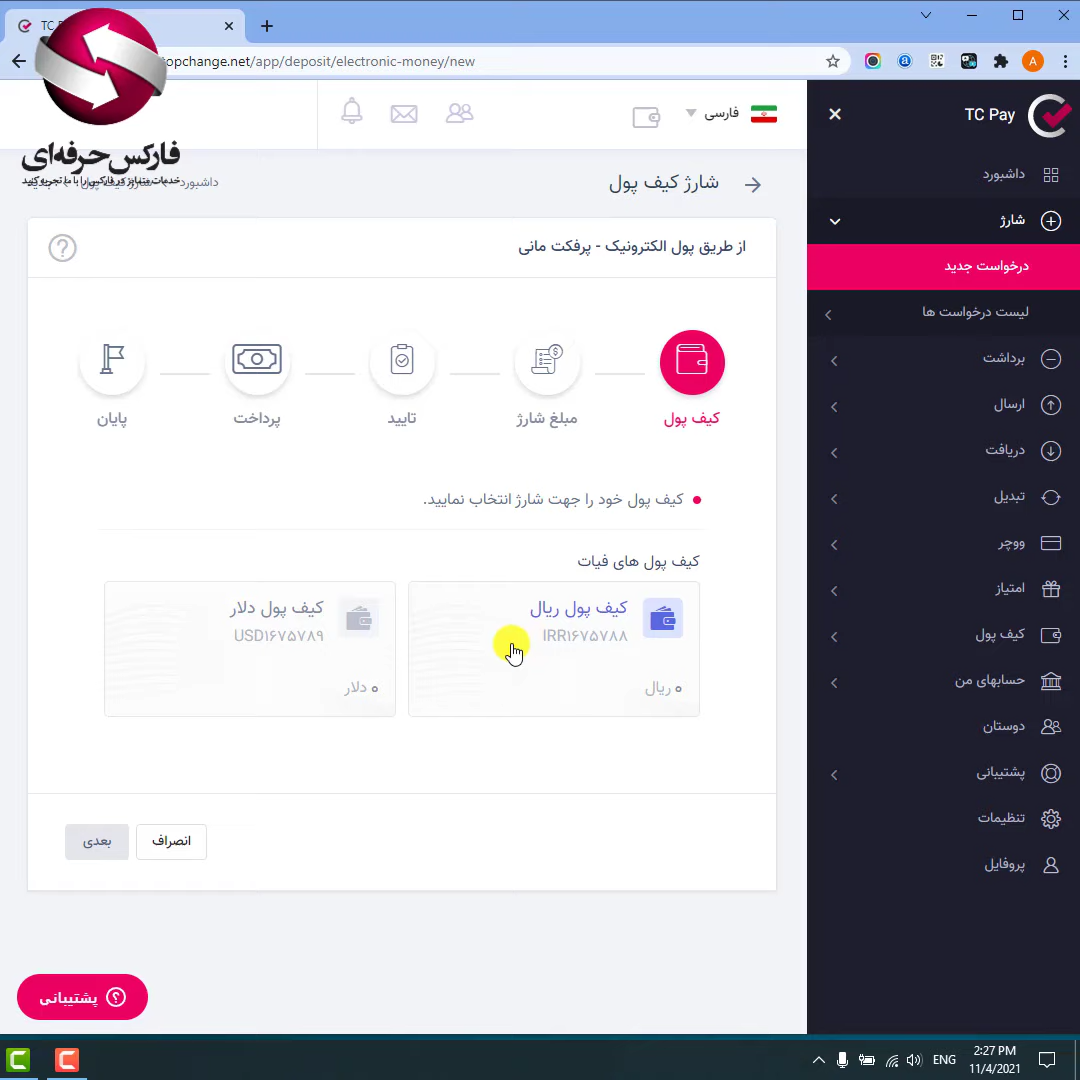 TC
topchange.net/app/deposit/electronic-money/new
A
فارکس‌حرفه‌ای
فارسی
TC Pay
داشبورد
شارژ
درخواست جدید
لیست درخواست ها
برداشت
ارسال
دریافت
تبدیل
ووچر
امتیاز
کیف پول
حسابهای من
دوستان
پشتیبانی
تنظیمات
پروفایل
شارژ کیف پول
داشبورد
از طریق پول الکترونیک - پرفکت مانی
کیف پول
مبلغ شارژ
تایید
پرداخت
پایان
کیف پول خود را جهت شارژ انتخاب نمایید.
کیف پول های فیات
کیف پول ریال
IRR۱۶۷۵۷۸۸
۰ ریال
کیف پول دلار
USD۱۶۷۵۷۸۹
۰ دلار
انصراف
بعدی
پشتیبانی
ENG
2:27 PM
11/4/2021